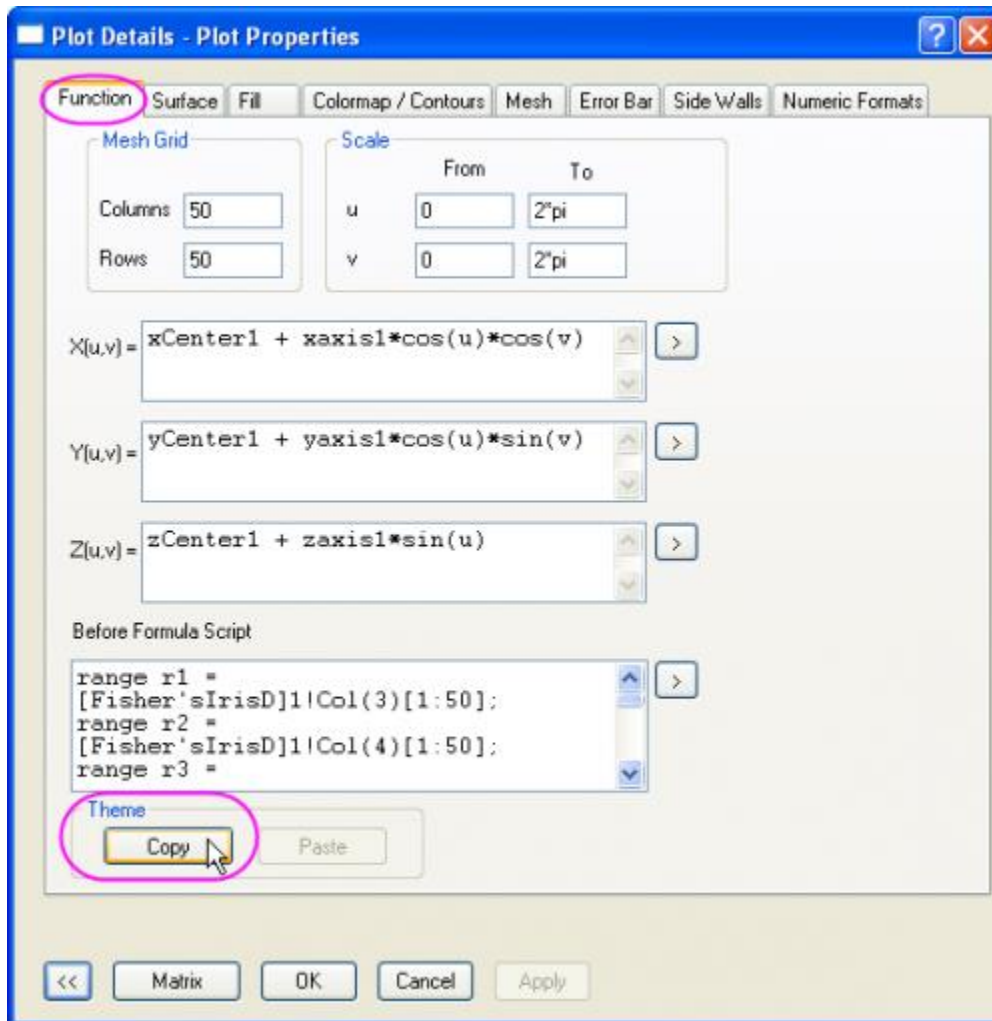 Plot Details - Plot Properties
Function Surface Fill Colormap / Contours Mesh Error Bar Side Walls Numeric Formats
Mesh Grid
Columns 50
Rows 50
Scale
From To
u 0 2*pi
v 0 2*pi
X(u,v) = xCenter1 + xaxis1*cos(u)*cos(v) >
Y(u,v) = yCenter1 + yaxis1*cos(u)*sin(v) >
Z(u,v) = zCenter1 + zaxis1*sin(u) >
Before Formula Script
range r1 =
[Fisher'sIrisD]1!Col(3)[1:50];
range r2 =
[Fisher'sIrisD]1!Col(4)[1:50];
range r3 =
>
Theme
Copy Paste
<< Matrix OK Cancel Apply